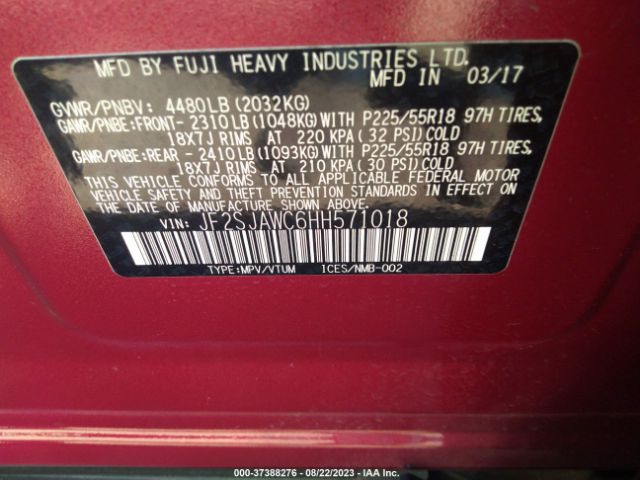 MFD BY FUJI HEAVY INDUSTRIES LTD.
MFD IN 03/17
GVWR/PNBV: 4480LB(2032KG)
GAWR/PNBE:FRONT-2310LB(1048KG)WITH P225/55R18 97H TIRES,
18X7J RIMS AT 220 KPA(32 PSI)COLD
GAWR/PNBE:REAR -2410LB(1093KG)WITH P225/55R18 97H TIRES,
18X7J RIMS AT 210 KPA(30 PSI)COLD
THIS VEHICLE CONFORMS TO ALL APPLICABLE FEDERAL MOTOR
VEHICLE SAFETY AND THEFT PREVENTION STANDARDS IN EFFECT ON
THE DATE OF MANUFACTURE SHOWN ABOVE.
VIN: JF2SJAWC6HH571018
TYPE:MPV/VTUM ICES/NMB-002
000-37388276 - 08/22/2023 - IAA Inc.